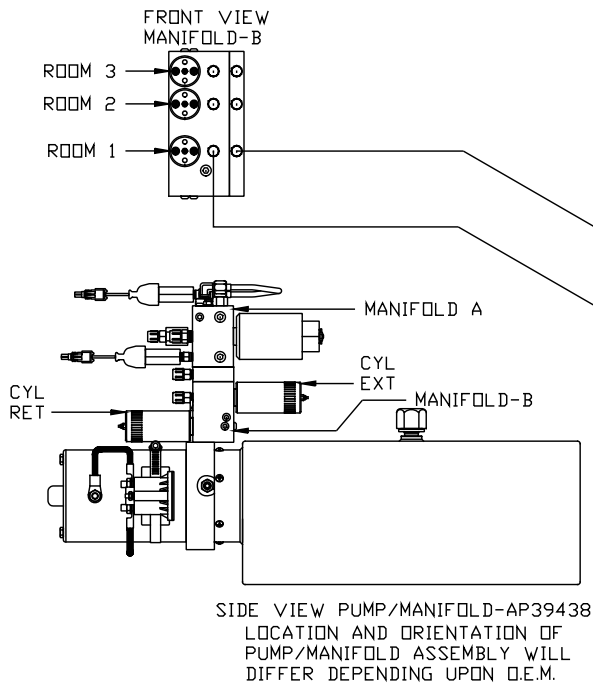 FRONT VIEW
MANIFOLD-B
ROOM 3
ROOM 2
ROOM 1
MANIFOLD A
CYL
EXT
CYL
RET
MANIFOLD-B
SIDE VIEW PUMP/MANIFOLD-AP39438
LOCATION AND ORIENTATION OF
PUMP/MANIFOLD ASSEMBLY WILL
DIFFER DEPENDING UPON O.E.M.